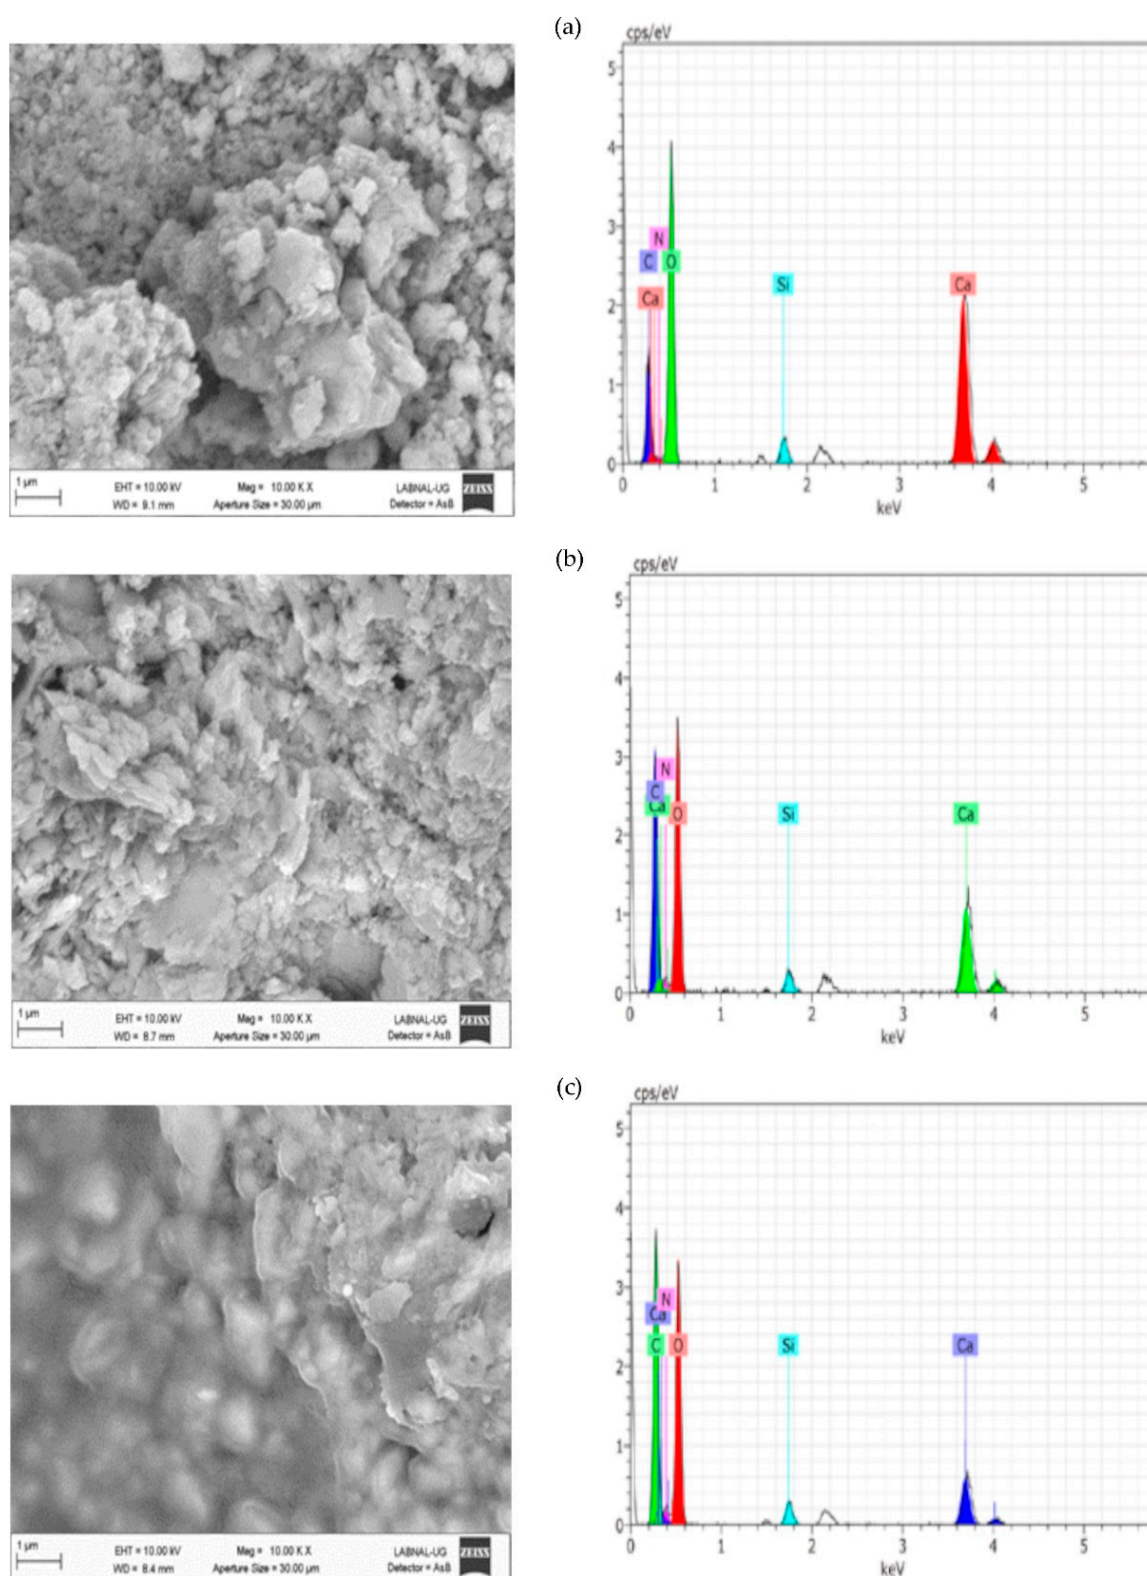 (a)
cps/eV
5
4
N
3
C O
Si Ca
Ca
2
1
0
0 1 2 3 4 5
keV
1 µm
EHT = 10.00 kV Mag = 10.00 K X LABNAL-UG ZEISS
WD = 9.1 mm Aperture Size = 30.00 µm Detector = AsB
(b)
cps/eV
5
4
3
N
C
Ca O Si Ca
2
1
0
1 2 3 4 5
keV
1 µm
EHT = 10.00 kV Mag = 10.00 K X LABNAL-UG ZEISS
WD = 8.7 mm Aperture Size = 30.00 µm Detector = AsB
(c)
cps/eV
5
4
3
N
Ca
C O Si Ca
2
1
0
1 2 3 4 5
keV
1 µm
EHT = 10.00 kV Mag = 10.00 K X LABNAL-UG ZEISS
WD = 8.4 mm Aperture Size = 30.00 µm Detector = AsB